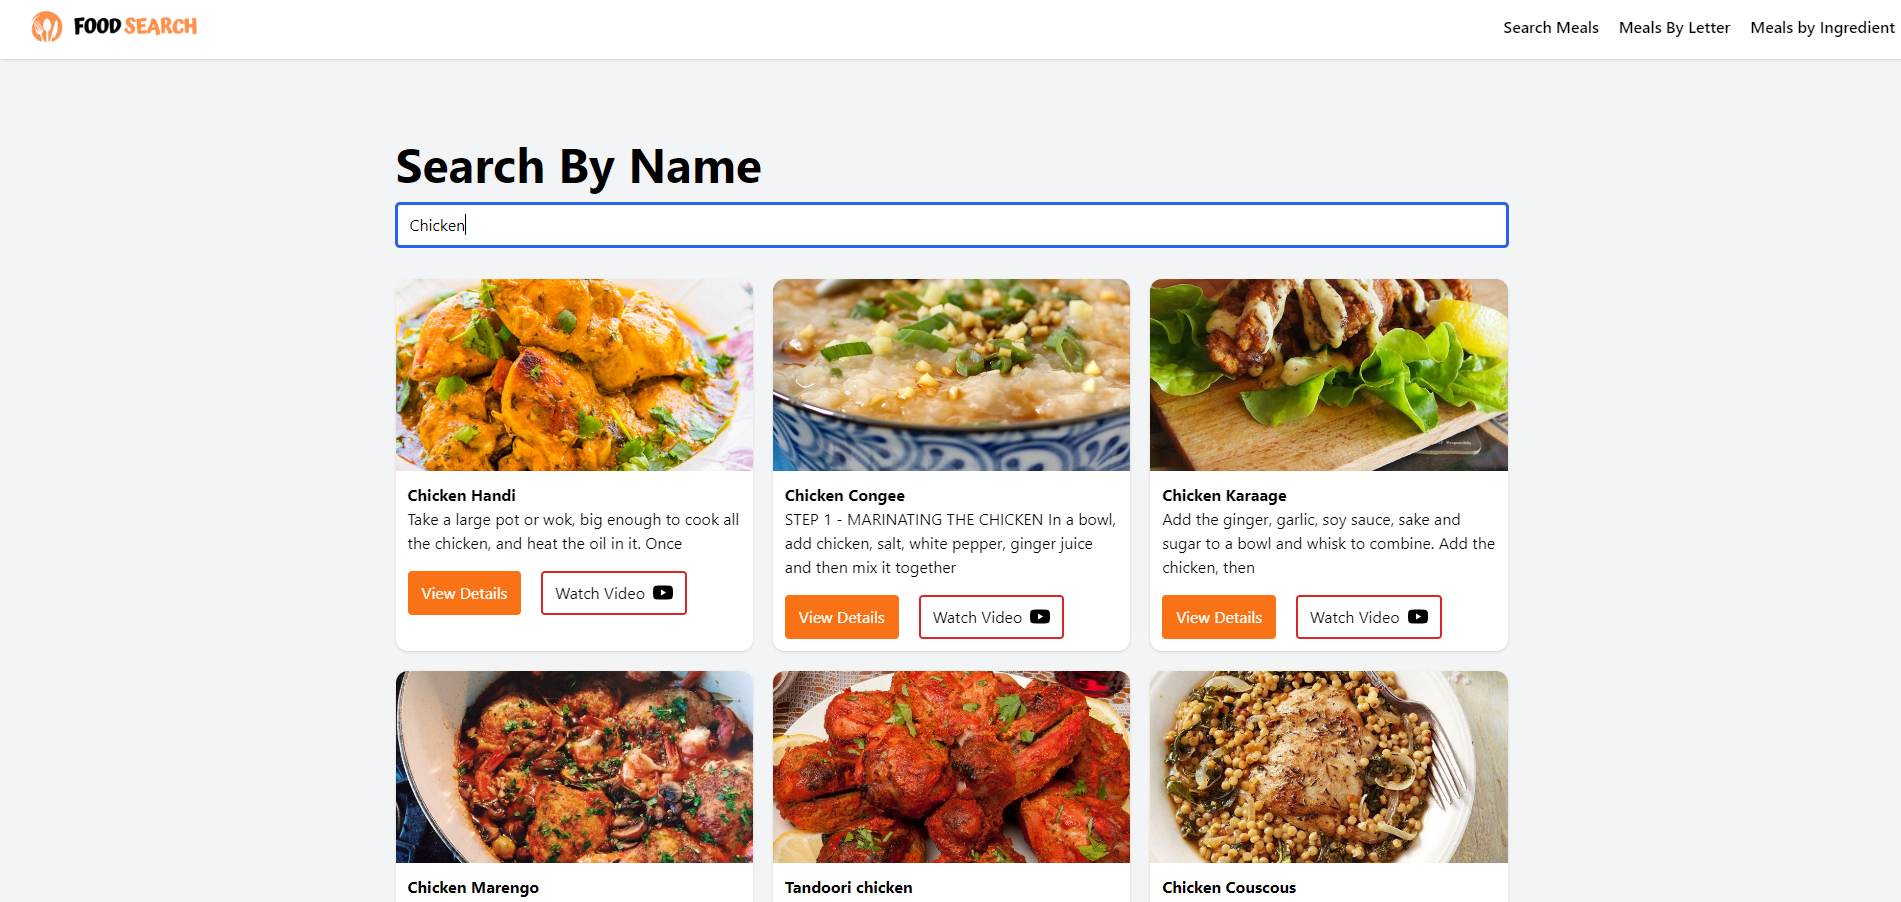 FOOD SEARCH
Search Meals
Meals By Letter
Meals by Ingredient
Search By Name
Chicken
Chicken Handi
Take a large pot or wok, big enough to cook all
the chicken, and heat the oil in it. Once
View Details
Watch Video
Chicken Congee
STEP 1 - MARINATING THE CHICKEN In a bowl,
add chicken, salt, white pepper, ginger juice
and then mix it together
View Details
Watch Video
Chicken Karaage
Add the ginger, garlic, soy sauce, sake and
sugar to a bowl and whisk to combine. Add the
chicken, then
View Details
Watch Video
Chicken Marengo
Tandoori chicken
Chicken Couscous